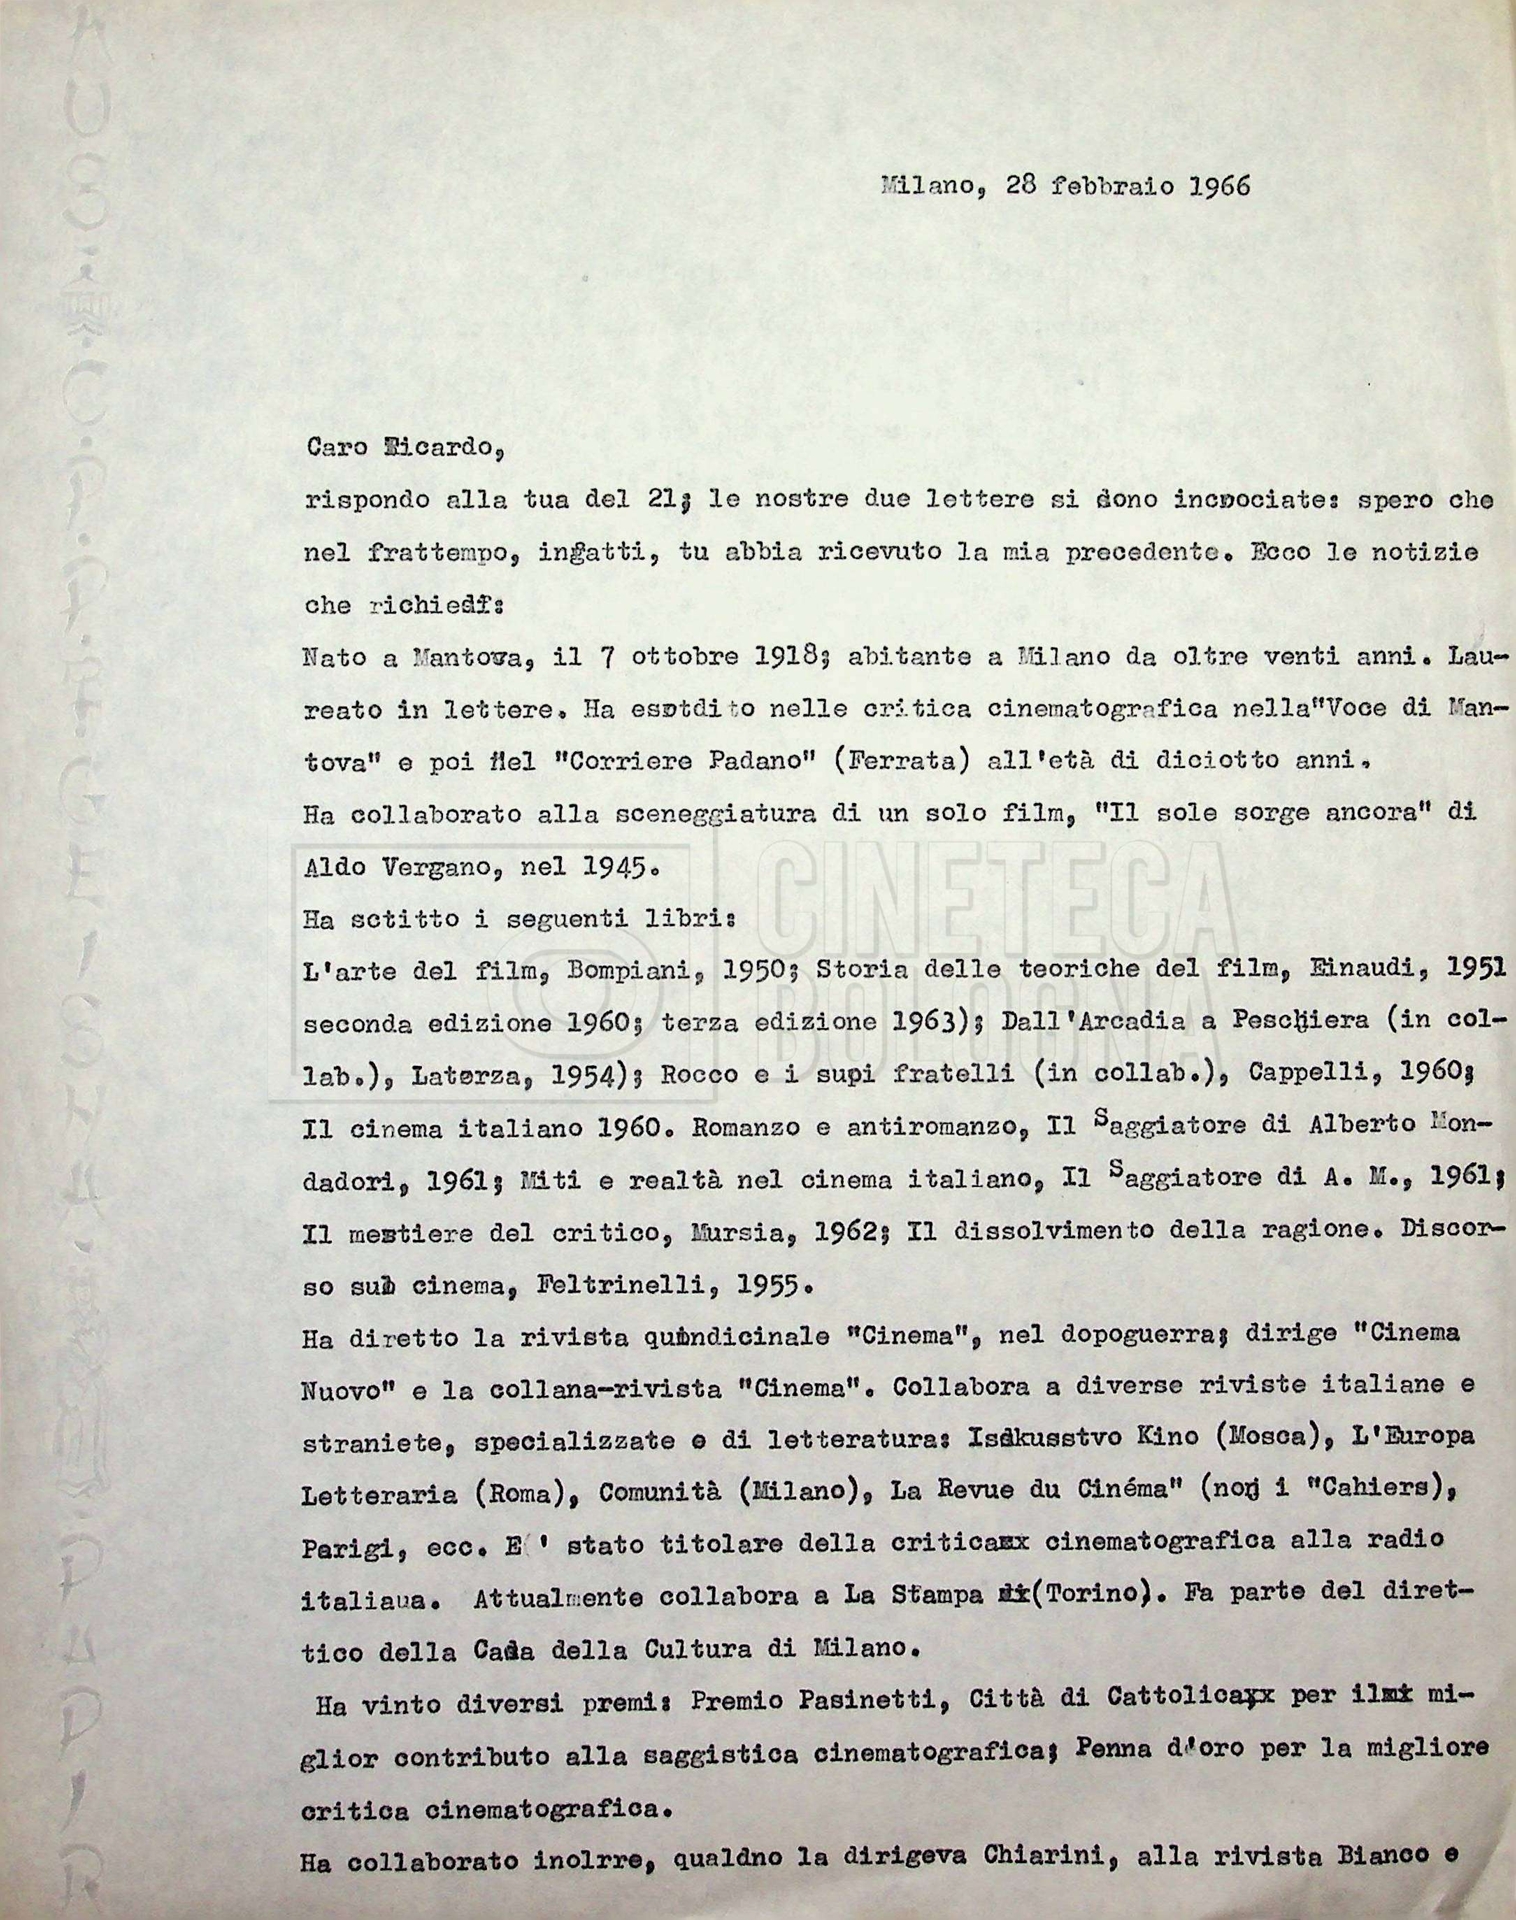 Milano, 28 febbraio 1966
Caro Ricardo,
rispondo alla tua del 21; le nostre due lettere si sono incrociate: spero che
nel frattempo, infatti, tu abbia ricevuto la mia precedente. Ecco le notizie
che richiedi:
Nato a Mantova, il 7 ottobre 1918; abitante a Milano da oltre venti anni. Lau-
reato in lettere. Ha esotdito nelle critica cinematografica nella"Voce di Man-
tova" e poi nel "Corriere Padano" (Ferrata) all'età di diciotto anni.
Ha collaborato alla sceneggiatura di un solo film, "Il sole sorge ancora" di
Aldo Vergano, nel 1945.
Ha sctitto i seguenti libri:
L'arte del film, Bompiani, 1950; Storia delle teoriche del film, Einaudi, 1951
seconda edizione 1960; terza edizione 1963); Dall'Arcadia a Peschiera (in col-
lab.), Laterza, 1954); Rocco e i supi fratelli (in collab.), Cappelli, 1960;
Il cinema italiano 1960. Romanzo e antiromanzo, Il Saggiatore di Alberto Mon-
dadori, 1961; Miti e realtà nel cinema italiano, Il Saggiatore di A. M., 1961;
Il mestiere del critico, Mursia, 1962; Il dissolvimento della ragione. Discor-
so sul cinema, Feltrinelli, 1955.
Ha diretto la rivista quindicinale "Cinema", nel dopoguerra; dirige "Cinema
Nuovo" e la collana-rivista "Cinema". Collabora a diverse riviste italiane e
straniete, specializzate e di letteratura: Isskusstvo Kino (Mosca), L'Europa
Letteraria (Roma), Comunità (Milano), La Revue du Cinéma" (non i "Cahiers),
Parigi, ecc. E' stato titolare della critica cinematografica alla radio
italiaua. Attualmente collabora a La Stampa (Torino). Fa parte del diret-
tico della Casa della Cultura di Milano.
Ha vinto diversi premi: Premio Pasinetti, Città di Cattolica, per il mi-
glior contributo alla saggistica cinematografica; Penna d'oro per la migliore
critica cinematografica.
Ha collaborato inolrre, qualdno la dirigeva Chiarini, alla rivista Bianco e
CINETECA
BOLOGNA